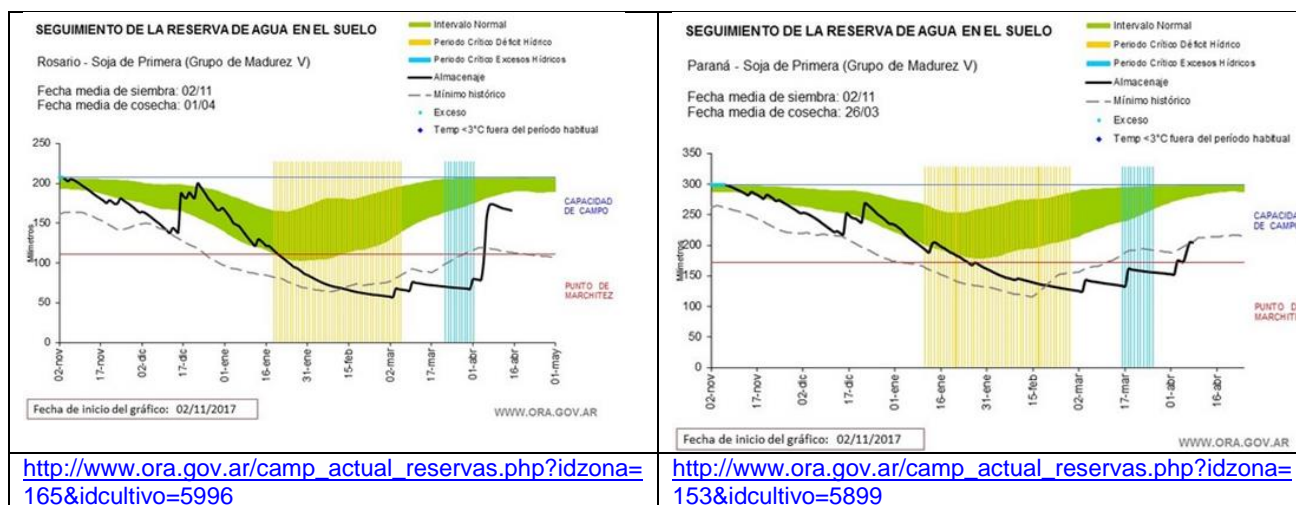 SEGUIMIENTO DE LA RESERVA DE AGUA EN EL SUELO
Rosario - Soja de Primera (Grupo de Madurez V)
Fecha media de siembra: 02/11
Fecha media de cosecha: 01/04
Intervalo Normal
Periodo Crítico Déficit Hídrico
Periodo Crítico Excesos Hídricos
Almacenaje
Mínimo histórico
Exceso
Temp <3°C fuera del período habitual
Milímetros
250
200
150
100
50
0
CAPACIDAD
DE CAMPO
PUNTO DE
MARCHITEZ
02-nov
17-nov
02-dic
17-dic
01-ene
16-ene
31-ene
15-feb
02-mar
17-mar
01-abr
16-abr
01-may
Fecha de inicio del gráfico: 02/11/2017
WWW.ORA.GOV.AR
http://www.ora.gov.ar/camp_actual_reservas.php?idzona=
165&idcultivo=5996
SEGUIMIENTO DE LA RESERVA DE AGUA EN EL SUELO
Paraná - Soja de Primera (Grupo de Madurez V)
Fecha media de siembra: 02/11
Fecha media de cosecha: 26/03
Intervalo Normal
Periodo Crítico Déficit Hídrico
Periodo Crítico Excesos Hídricos
Almacenaje
Mínimo histórico
Exceso
Temp <3°C fuera del período habitual
Milímetros
350
300
250
200
150
100
50
0
CAPACIDA
DE CAMPO
PUNTO D
MARCHITE
02-nov
17-nov
02-dic
17-dic
01-ene
16-ene
31-ene
15-feb
02-mar
17-mar
01-abr
16-abr
Fecha de inicio del gráfico: 02/11/2017
WWW.ORA.GOV.AR
http://www.ora.gov.ar/camp_actual_reservas.php?idzona=
153&idcultivo=5899